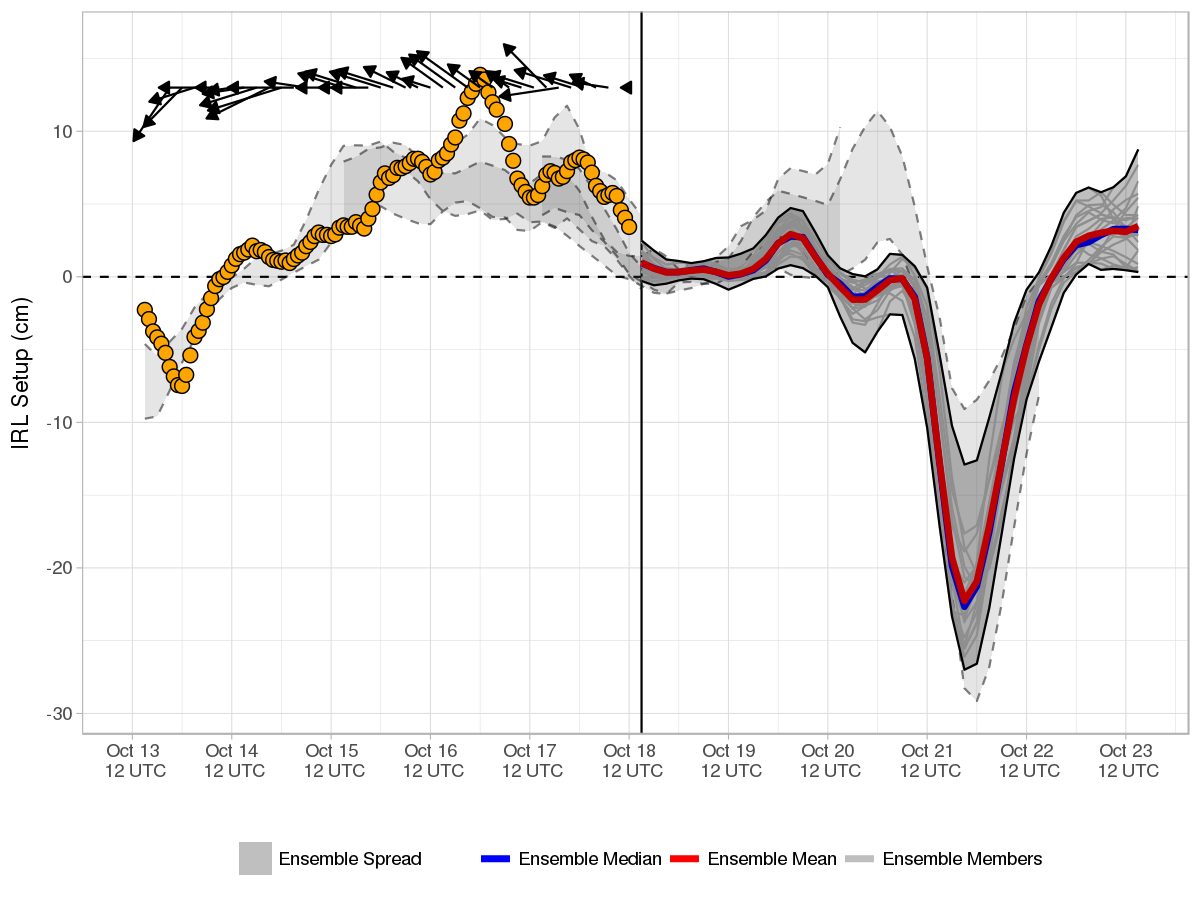 IRL Setup (cm)
10
0
-10
-20
-30
Oct 13 Oct 14 Oct 15 Oct 16 Oct 17 Oct 18 Oct 19 Oct 20 Oct 21 Oct 22 Oct 23
12 UTC 12 UTC 12 UTC 12 UTC 12 UTC 12 UTC 12 UTC 12 UTC 12 UTC 12 UTC 12 UTC
Ensemble Spread Ensemble Median Ensemble Mean Ensemble Members